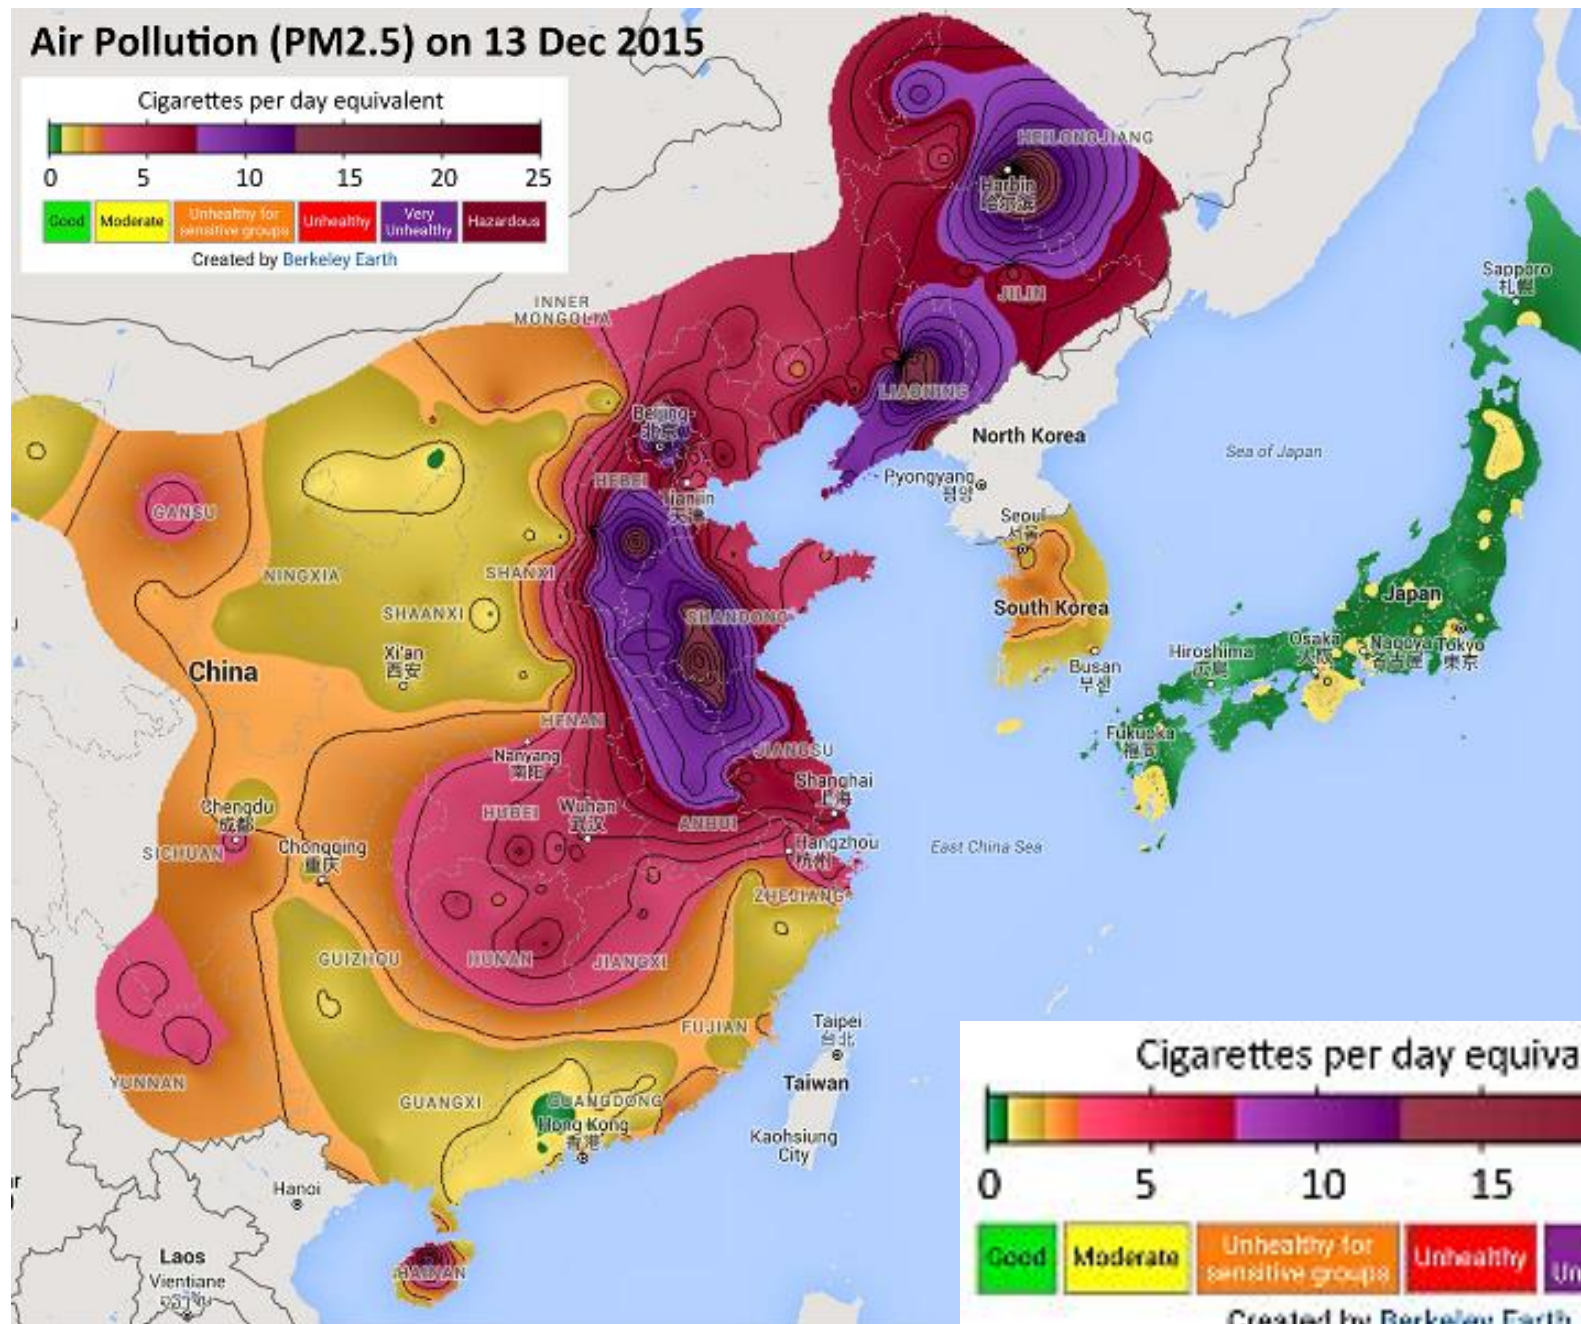 Air Pollution (PM2.5) on 13 Dec 2015
Cigarettes per day equivalent
0 5 10 15 20 25
Good
Moderate
Unhealthy for
sensitive groups
Unhealthy
Very
Unhealthy
Hazardous
Created by Berkeley Earth
HEILONGJIANG
Harbin
哈尔滨
JILIN
INNER
MONGOLIA
LIAONING
Sapporo
札幌
Beijing
北京
North Korea
Sea of Japan
Pyongyang
평양
HEBEI
Tianjin
天津
Seoul
서울
GANSU
NINGXIA
SHANXI
SHAANXI
SHANDONG
South Korea
Japan
Xi'an
西安
China
Busan
부산
Hiroshima
広島
Osaka
大阪
Nagoya
名古屋
Tokyo
東京
HENAN
Nanyang
南阳
JIANGSU
Fukuoka
福岡
Shanghai
上海
Chengdu
成都
HUBEI
Wuhan
武汉
ANHUI
Hangzhou
杭州
East China Sea
SICHUAN
Chongqing
重庆
ZHEJIANG
GUIZHOU
HUNAN
JIANGXI
FUJIAN
Taipei
台北
Taiwan
YUNNAN
GUANGXI
GUANGDONG
Hong Kong
香港
Kaohsiung
City
Hanoi
Laos
Vientiane
HAINAN
Cigarettes per day equiva
0 5 10 15
Good
Moderate
Unhealthy for
sensitive groups
Unhealthy
Un
Created by Berkeley Earth